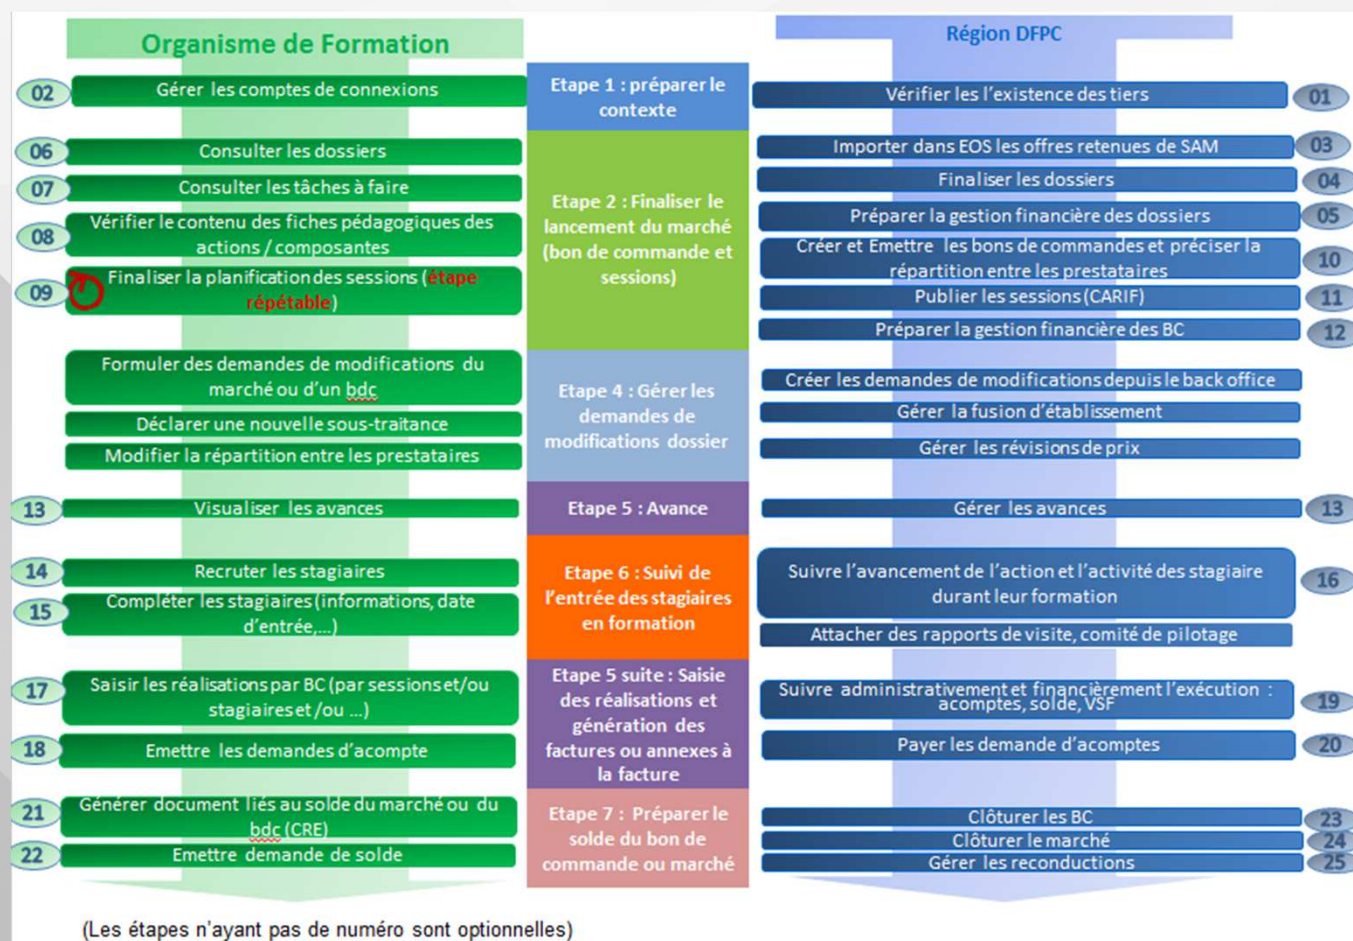 Organisme de Formation
Région DFPC
02
Gérer les comptes de connexions
Etape 1 : préparer le
contexte
Vérifier les l'existence des tiers
01
06
Consulter les dossiers
07
Consulter les tâches à faire
08
Vérifier le contenu des fiches pédagogiques des
actions / composantes
09
Finaliser la planification des sessions (étape
répétable)
Etape 2 : Finaliser le
lancement du marché
(bon de commande et
sessions)
Importer dans EOS les offres retenues de SAM
03
Finaliser les dossiers
04
Préparer la gestion financière des dossiers
05
Créer et Emettre les bons de commandes et préciser la
répartition entre les prestataires
10
Publier les sessions (CARIF)
11
Préparer la gestion financière des BC
12
Formuler des demandes de modifications du
marché ou d'un bdc
Déclarer une nouvelle sous-traitance
Modifier la répartition entre les prestataires
Etape 4 : Gérer les
demandes de
modifications dossier
Créer les demandes de modifications depuis le back office
Gérer la fusion d'établissement
Gérer les révisions de prix
13
Visualiser les avances
Etape 5 : Avance
Gérer les avances
13
14
Recruter les stagiaires
15
Compléter les stagiaires (informations, date
d'entrée,...)
Etape 6 : Suivi de
l'entrée des stagiaires
en formation
Suivre l'avancement de l'action et l'activité des stagiaire
durant leur formation
16
Attacher des rapports de visite, comité de pilotage
17
Saisir les réalisations par BC (par sessions et/ou
stagiaires et /ou ...)
18
Emettre les demandes d'acompte
Etape 5 suite : Saisie
des réalisations et
génération des
factures ou annexes à
la facture
Suivre administrativement et financièrement l'exécution :
acomptes, solde, VSF
19
Payer les demande d'acomptes
20
21
Générer document liés au solde du marché ou du
bdc (CRE)
22
Emettre demande de solde
Etape 7 : Préparer le
solde du bon de
commande ou marché
Clôturer les BC
23
Clôturer le marché
24
Gérer les reconductions
25
(Les étapes n'ayant pas de numéro sont optionnelles)